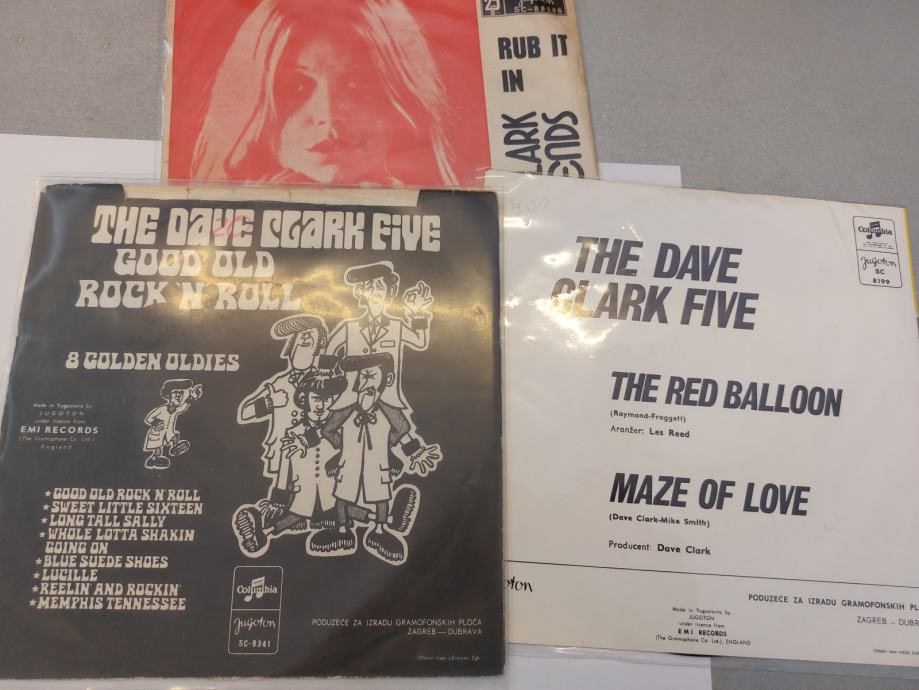 Jugoton
SC-88588
RUB IT
IN
THE DAVE CLARK FIVE
GOOD OLD
ROCK 'N ROLL
8 GOLDEN OLDIES
Made in Yugoslavia by
JUGOTON
under licence from
EMI RECORDS
(The Gramophone Co. Ltd.)
England
★GOOD OLD ROCK N' ROLL
★SWEET LITTLE SIXTEEN
★LONG TALL SALLY
★WHOLE LOTTA SHAKIN
GOING ON
★BLUE SUEDE SHOES
★LUCILLE
★REELIN' AND ROCKIN'
★MEMPHIS TENNESSEE
Columbia
Jugoton
SC-8341
PODUZEĆE ZA IZRADU GRAMOFONSKIH PLOČA
ZAGREB — DUBRAVA
THE DAVE
CLARK FIVE
Columbia
Jugoton
SC
8199
THE RED BALLOON
(Raymond-Froggett)
Aranžer: Les Reed
MAZE OF LOVE
(Dave Clark-Mike Smith)
Producent: Dave Clark
Made in Yugoslavia by
JUGOTON
under licence from
EMI RECORDS
(The Gramophone Co. Ltd.), ENGLAND
PODUZEĆE ZA IZRADU GRAMOFONSKIH
ZAGREB —